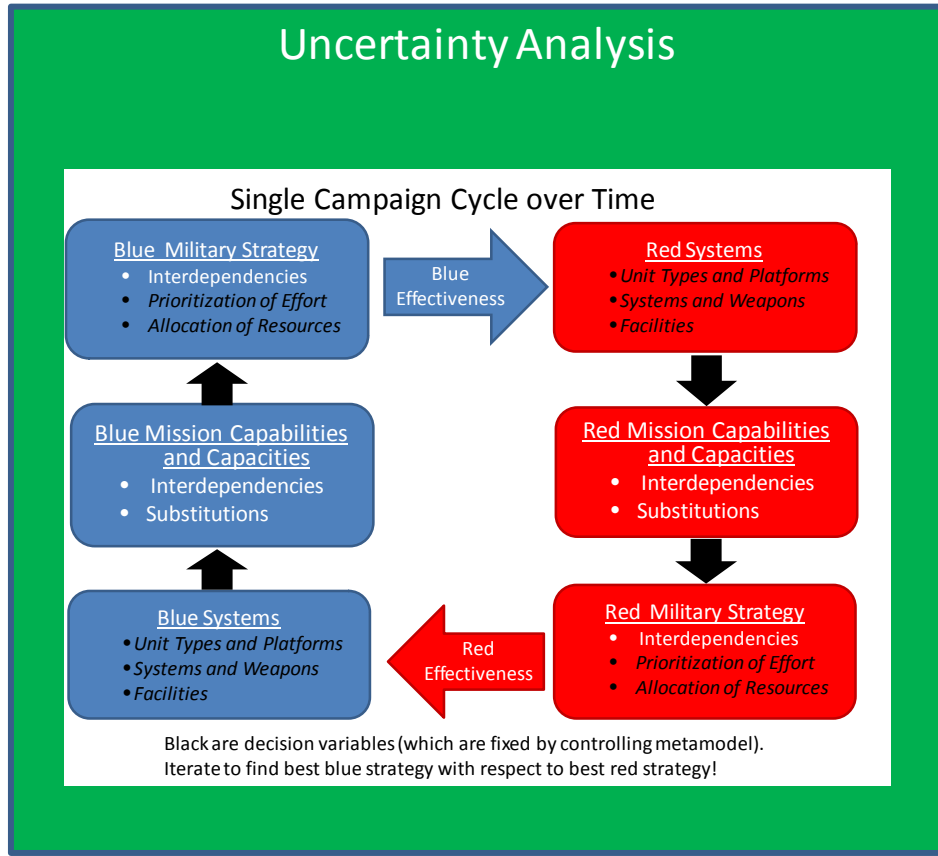 Uncertainty Analysis
Single Campaign Cycle over Time
Blue Military Strategy
• Interdependencies
• Prioritization of Effort
• Allocation of Resources
Blue
Effectiveness
Red Systems
• Unit Types and Platforms
• Systems and Weapons
• Facilities
Blue Mission Capabilities
and Capacities
• Interdependencies
• Substitutions
Red Mission Capabilities
and Capacities
• Interdependencies
• Substitutions
Blue Systems
• Unit Types and Platforms
• Systems and Weapons
• Facilities
Red
Effectiveness
Red Military Strategy
• Interdependencies
• Prioritization of Effort
• Allocation of Resources
Black are decision variables (which are fixed by controlling metamodel).
Iterate to find best blue strategy with respect to best red strategy!